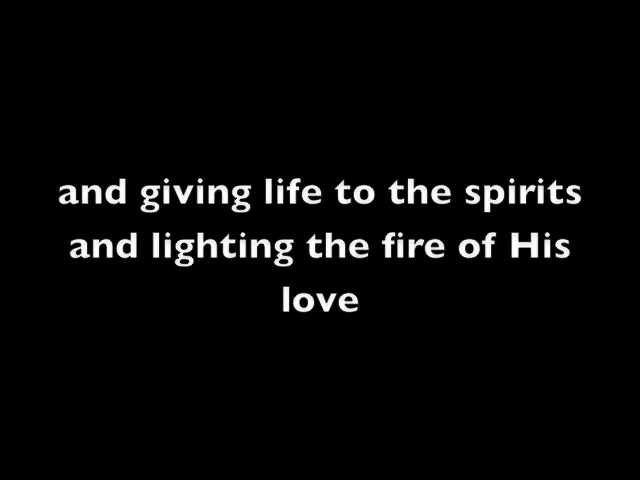 and giving life to the spirits
and lighting the fire of His
love